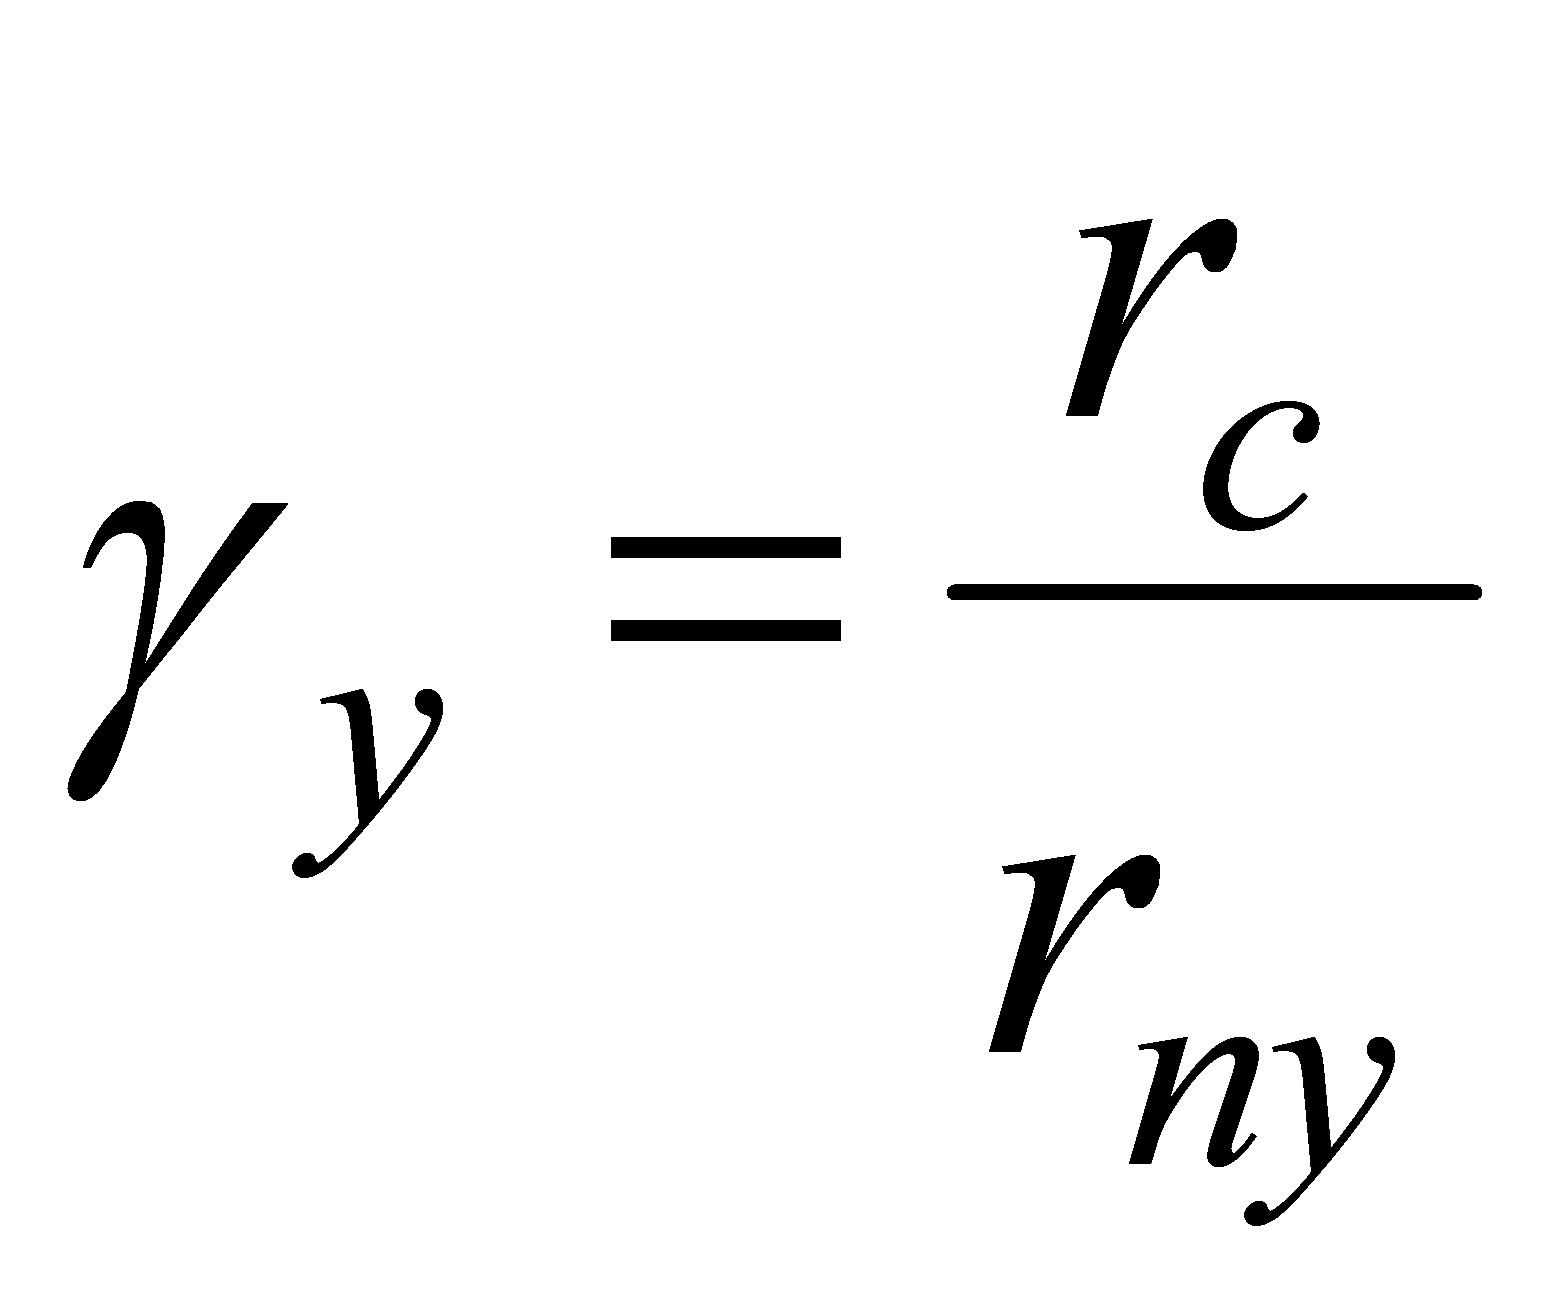 γ_y = r_c / r_ny